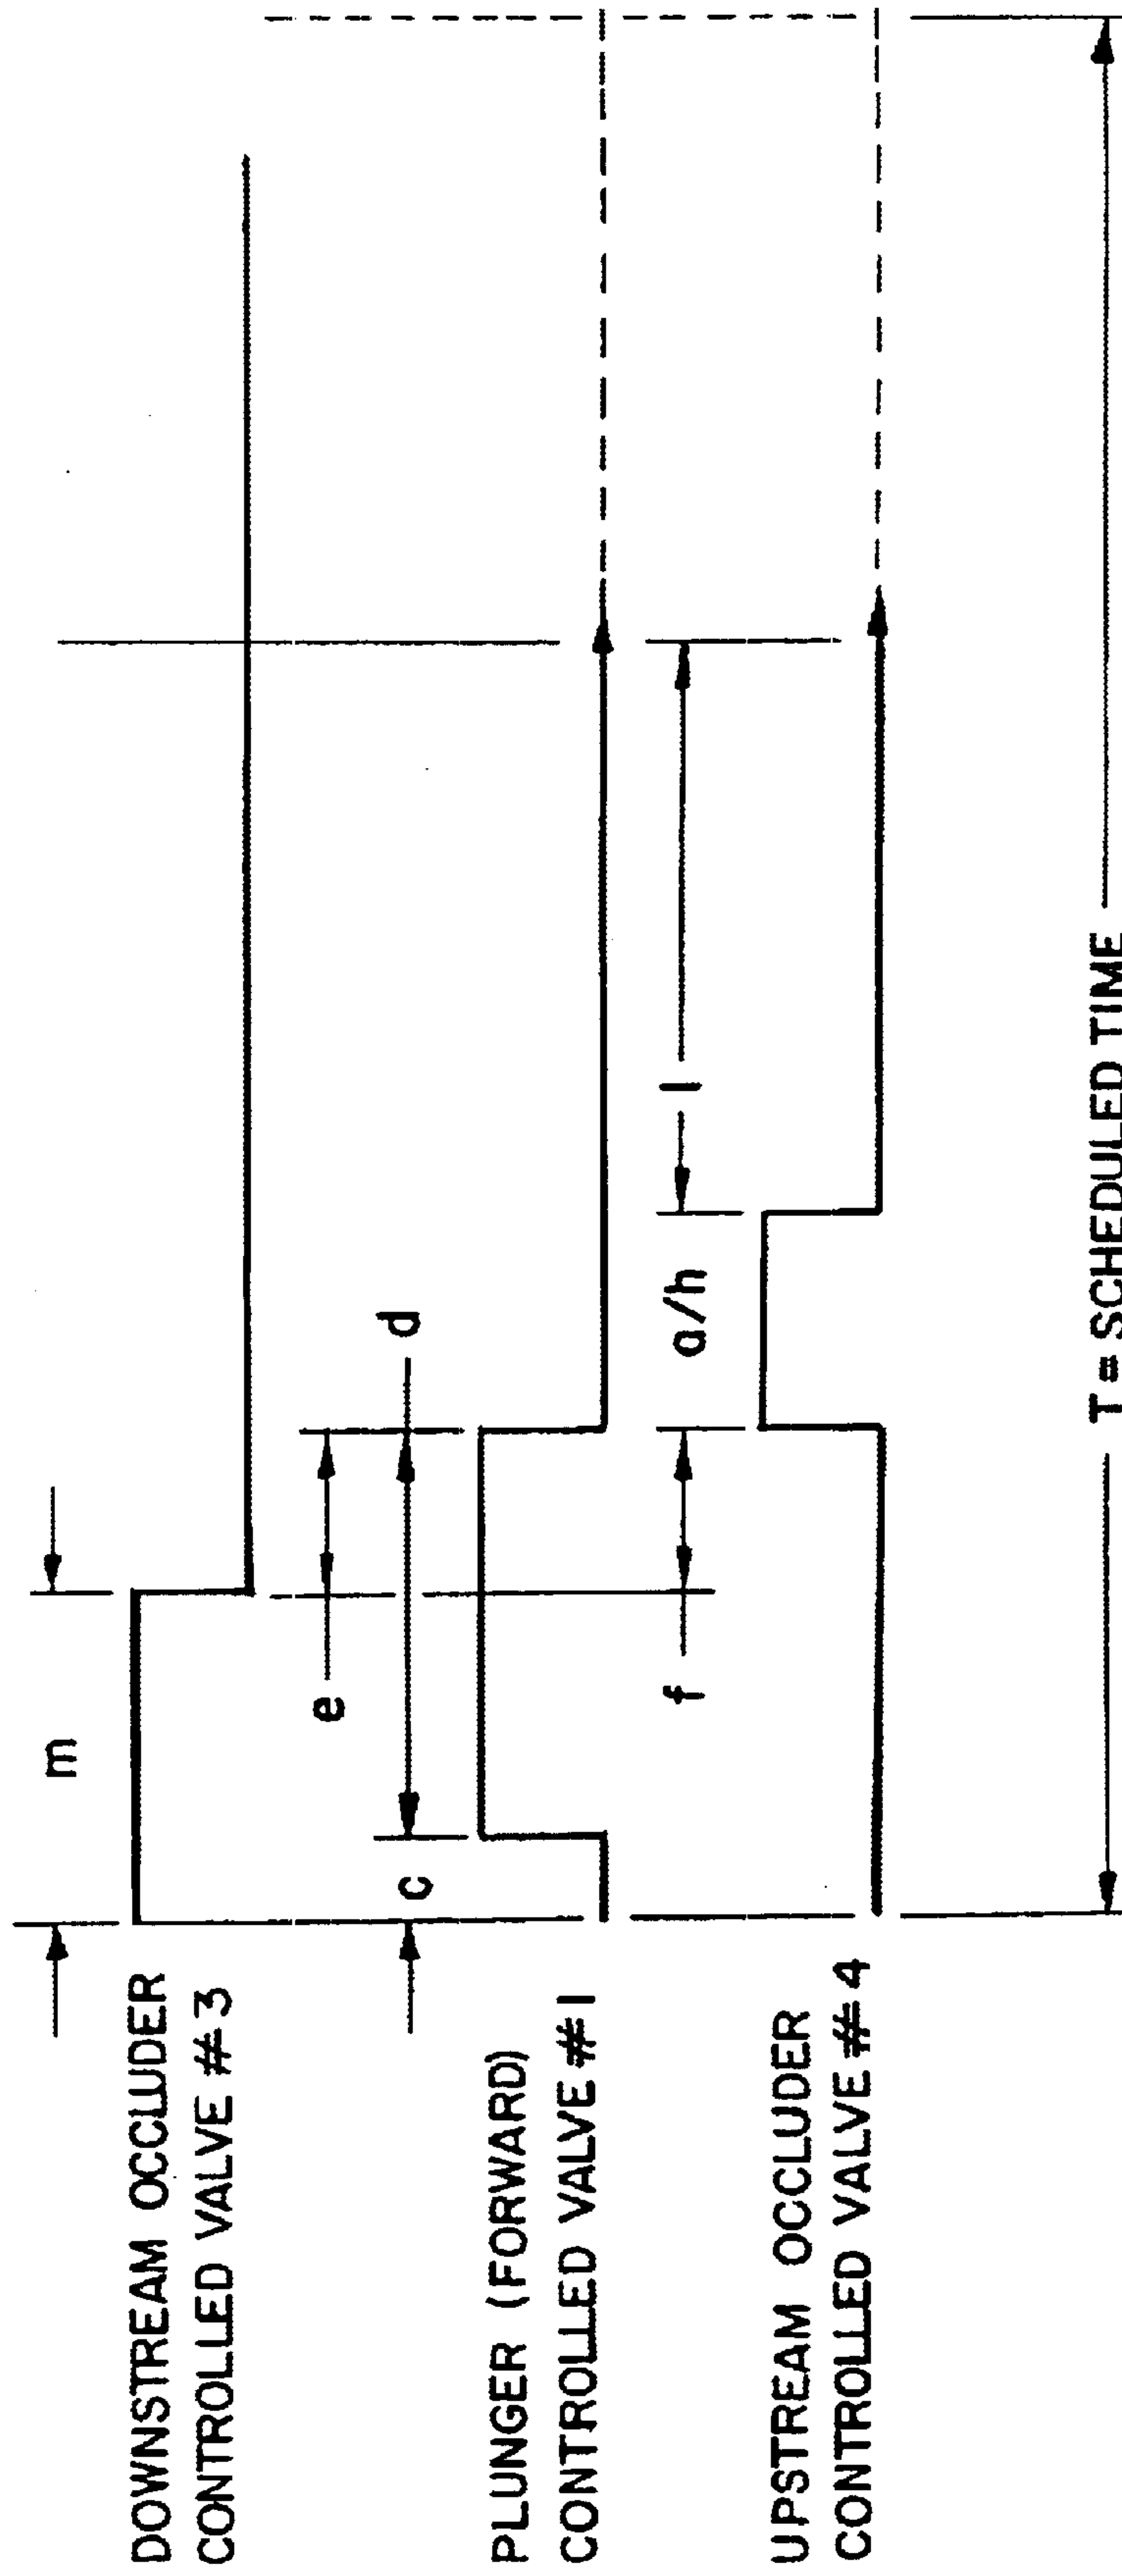 m
DOWNSTREAM OCCLUDER
CONTROLLED VALVE #3
e
d
c
PLUNGER (FORWARD)
CONTROLLED VALVE #1
f
a/h
l
UPSTREAM OCCLUDER
CONTROLLED VALVE #4
T = SCHEDULED TIME